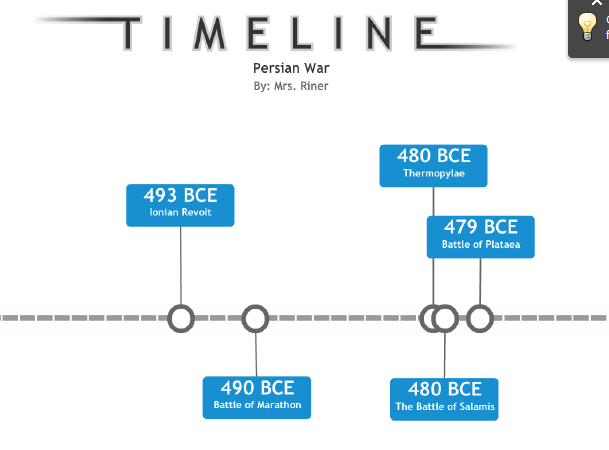 TIMELINE
Persian War
By: Mrs. Riner
480 BCE
Thermopylae
493 BCE
Ionian Revolt
479 BCE
Battle of Plataea
490 BCE
Battle of Marathon
480 BCE
The Battle of Salamis